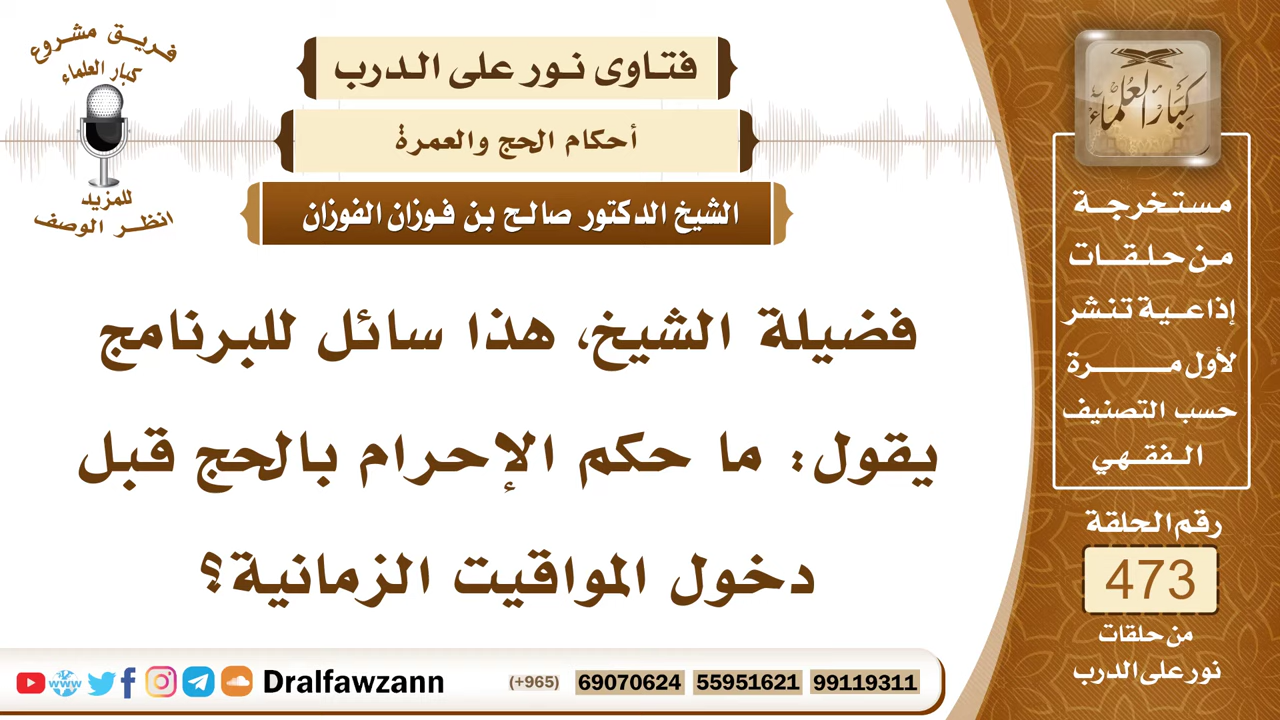 فريق مشروع
كبار العلماء
للمزيد
انظر الوصف
فتاوى نور على الدرب
أحكام الحج والعمرة
الشيخ الدكتور صالح بن فوزان الفوزان
فضيلة الشيخ، هذا سائل للبرنامج
يقول: ما حكم الإحرام بالحج قبل
دخول المواقيت الزمانية؟
كبار العلماء
مستخرجة
من حلقات
إذاعية تنشر
لأول مرة
حسب التصنيف
الفقهي
رقم الحلقة
473
من حلقات
نور على الدرب
www
Dralfawzann
(+965) 69070624 55951621 99119311